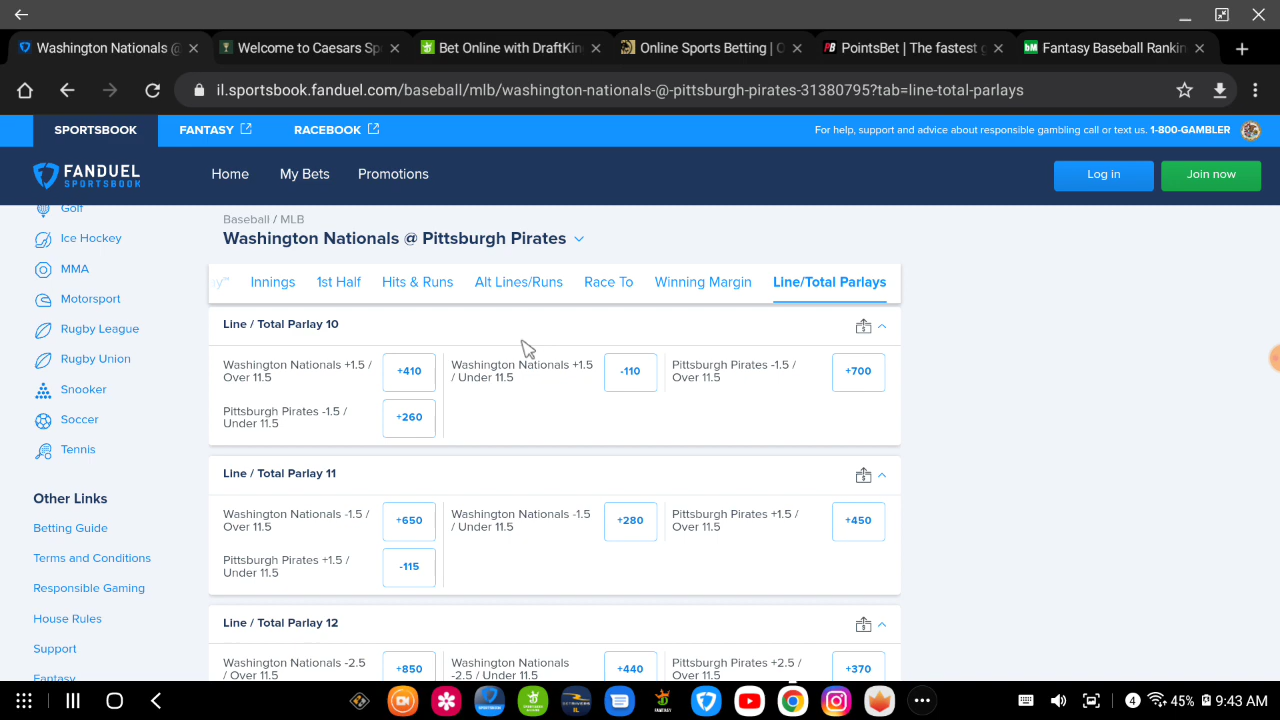 Washington Nationals @
Welcome to Caesars Sp
Bet Online with DraftKin
Online Sports Betting | O
PointsBet | The fastest g
Fantasy Baseball Rankin
il.sportsbook.fanduel.com/baseball/mlb/washington-nationals-@-pittsburgh-pirates-31380795?tab=line-total-parlays
SPORTSBOOK
FANTASY
RACEBOOK
For help, support and advice about responsible gambling call or text us. 1-800-GAMBLER
FANDUEL
SPORTSBOOK
Home
My Bets
Promotions
Log in
Join now
Golf
Ice Hockey
MMA
Motorsport
Rugby League
Rugby Union
Snooker
Soccer
Tennis
Other Links
Betting Guide
Terms and Conditions
Responsible Gaming
House Rules
Support
Fantasy
Baseball / MLB
Washington Nationals @ Pittsburgh Pirates
Innings
1st Half
Hits & Runs
Alt Lines/Runs
Race To
Winning Margin
Line/Total Parlays
Line / Total Parlay 10
Washington Nationals +1.5 /
Over 11.5
+410
Washington Nationals +1.5
/ Under 11.5
-110
Pittsburgh Pirates -1.5 /
Over 11.5
+700
Pittsburgh Pirates -1.5 /
Under 11.5
+260
Line / Total Parlay 11
Washington Nationals -1.5 /
Over 11.5
+650
Washington Nationals -1.5
/ Under 11.5
+280
Pittsburgh Pirates +1.5 /
Over 11.5
+450
Pittsburgh Pirates +1.5 /
Under 11.5
-115
Line / Total Parlay 12
Washington Nationals -2.5
/ Over 11.5
+850
Washington Nationals
-2.5 / Under 11.5
+440
Pittsburgh Pirates +2.5 /
Over 11.5
+370
4
45%
9:43 AM